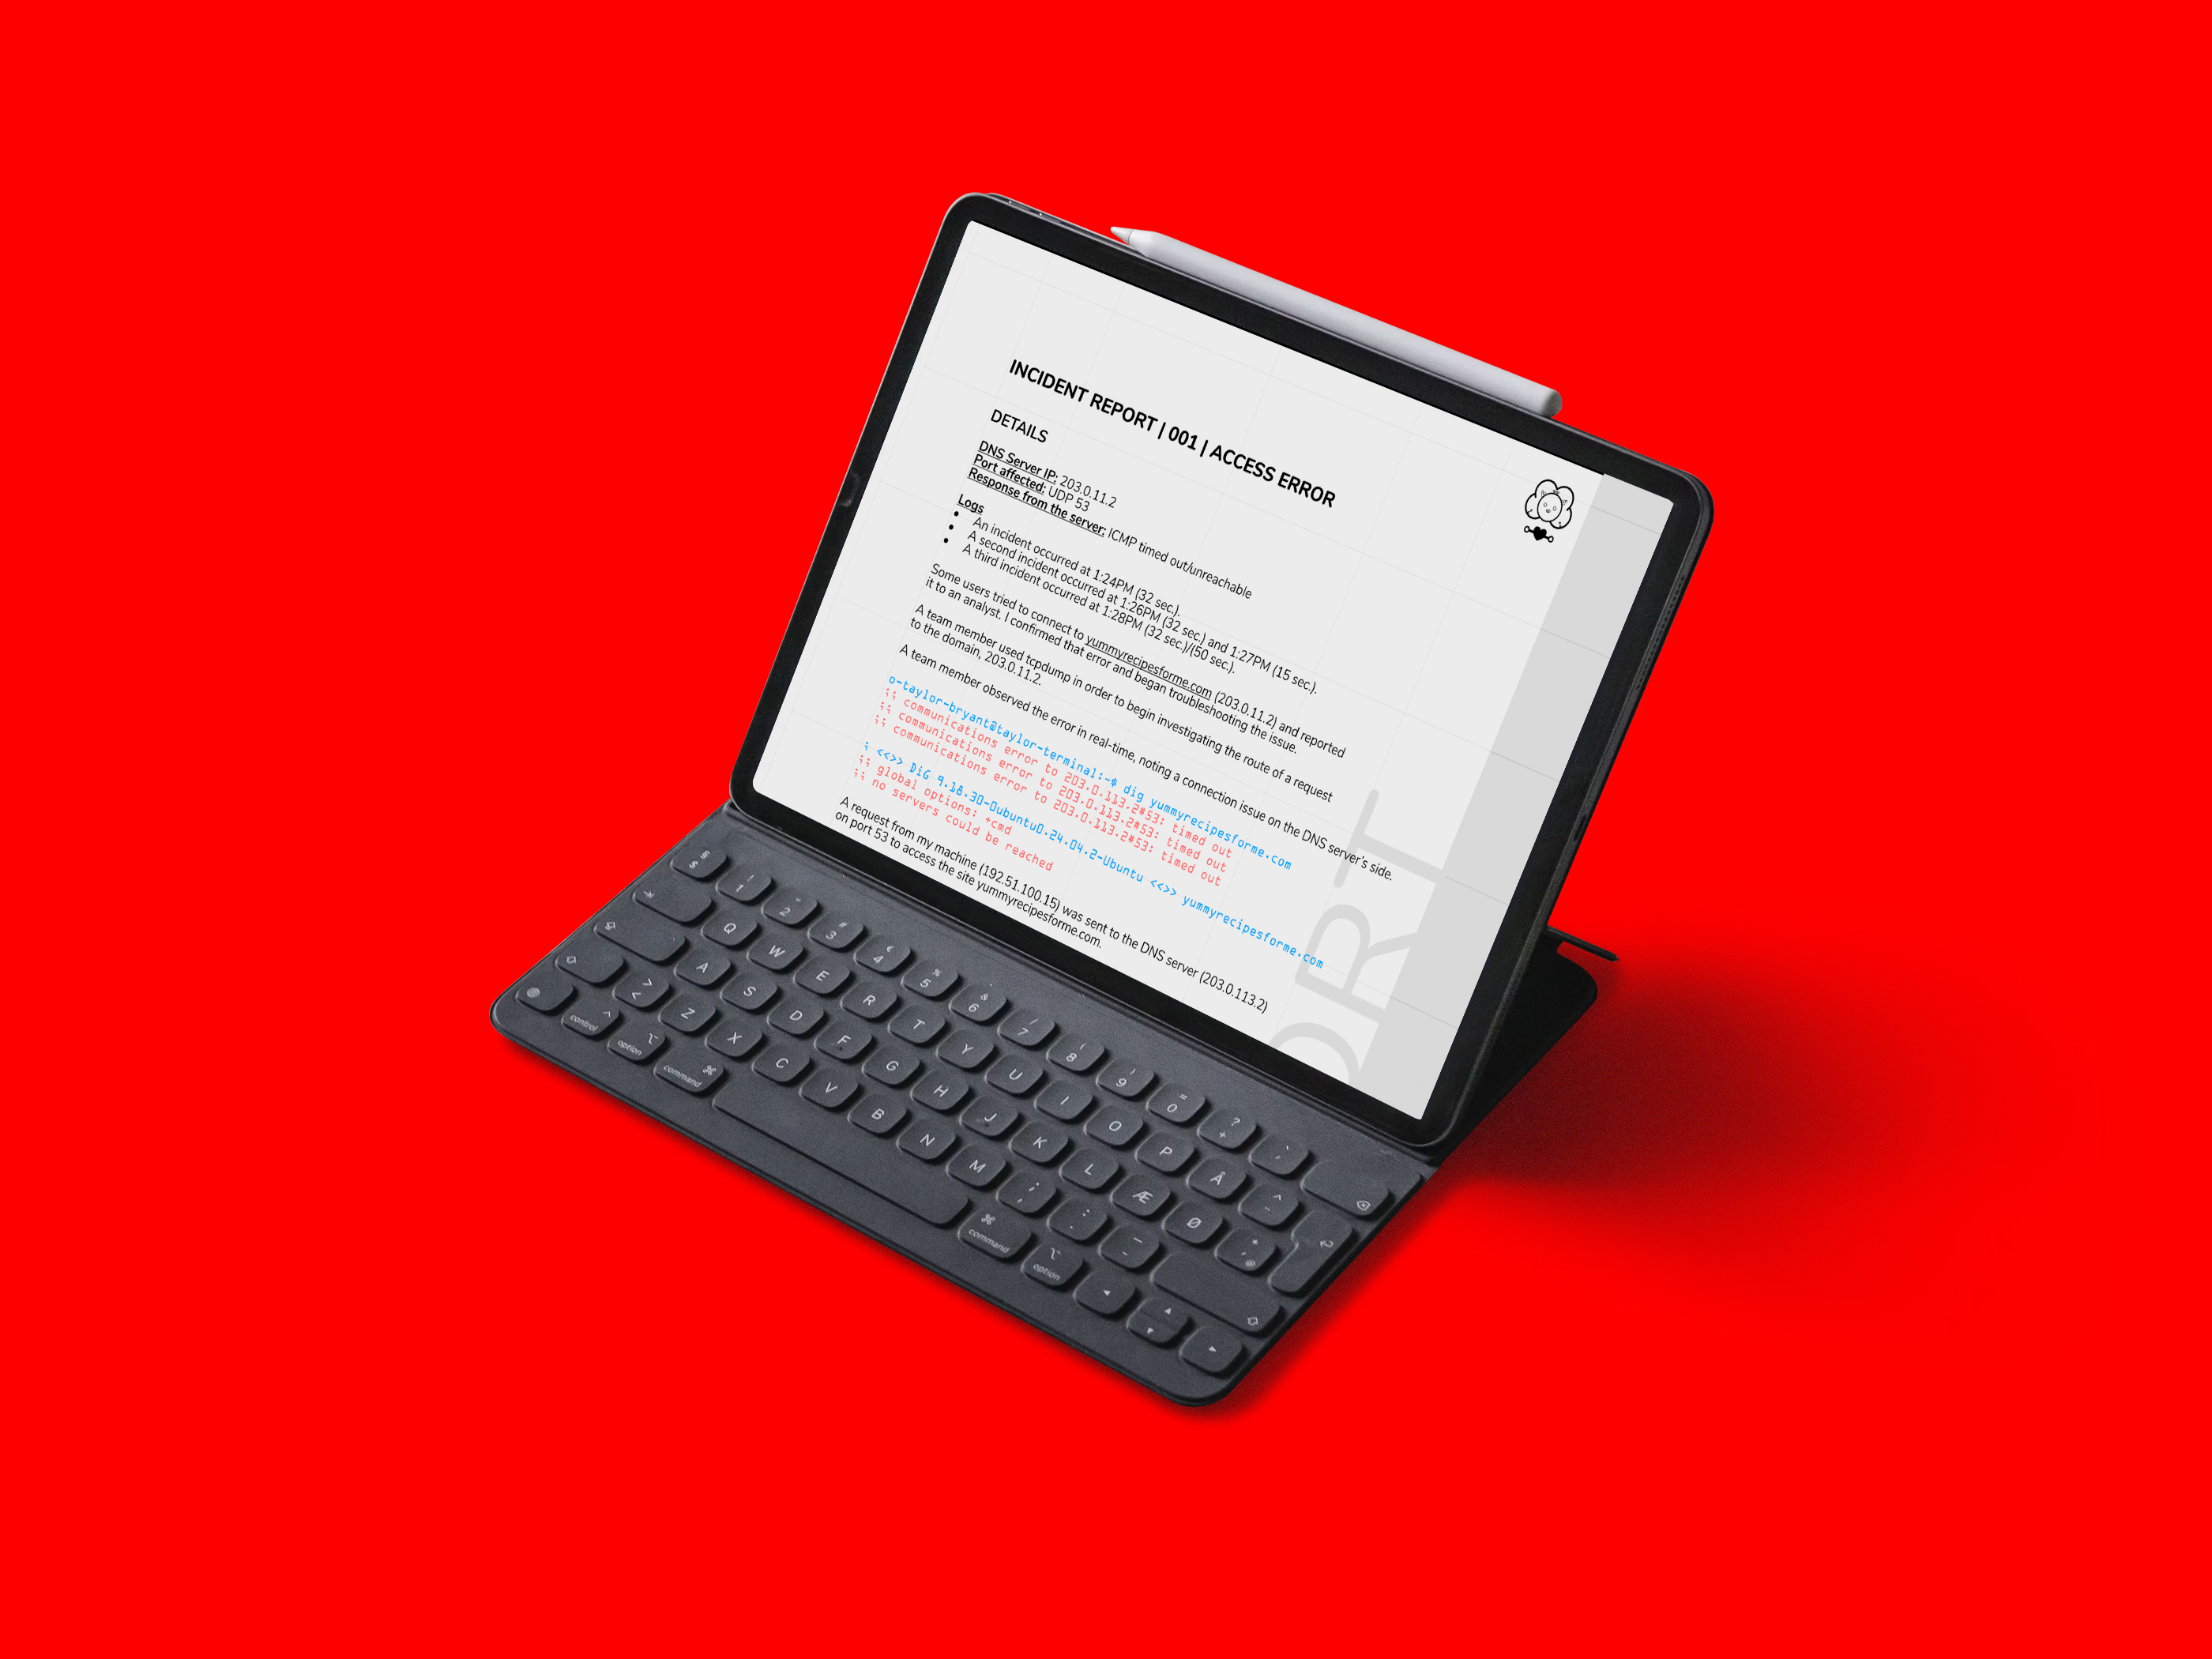 INCIDENT REPORT | 001 | ACCESS ERROR
DETAILS
DNS Server IP: 203.0.11.2
Port affected: UDP 53
Response from the server: ICMP timed out/unreachable
Logs
• An incident occurred at 1:24PM (32 sec.).
• A second incident occurred at 1:26PM (32 sec.) and 1:27PM (15 sec.).
• A third incident occurred at 1:28PM (32 sec.)/(50 sec.).
Some users tried to connect to yummyrecipesforme.com (203.0.11.2) and reported
it to an analyst. I confirmed that error and began troubleshooting the issue.
A team member used tcpdump in order to begin investigating the route of a request
to the domain, 203.0.11.2.
A team member observed the error in real-time, noting a connection issue on the DNS server's side.
o-taylor-bryant@taylor-terminal:~$ dig yummyrecipesforme.com
;; communications error to 203.0.113.2#53: timed out
;; communications error to 203.0.113.2#53: timed out
;; communications error to 203.0.113.2#53: timed out
; <<>> DiG 9.18.30-0ubuntu0.24.04.2-Ubuntu <<>> yummyrecipesforme.com
;; global options: +cmd
;; no servers could be reached
A request from my machine (192.51.100.15) was sent to the DNS server (203.0.113.2)
on port 53 to access the site yummyrecipesforme.com.
ORT
§ $ ! 1 " 2 # 3 € 4 % 5 & 6 / 7 ( 8 ) 9 = 0 ? + ` ´
Q W E R T Y U I O P Å ^ ¨
A S D F G H J K L Æ Ø * ' @
> < Z X C V B N M ; , : . _ -
control option command command option